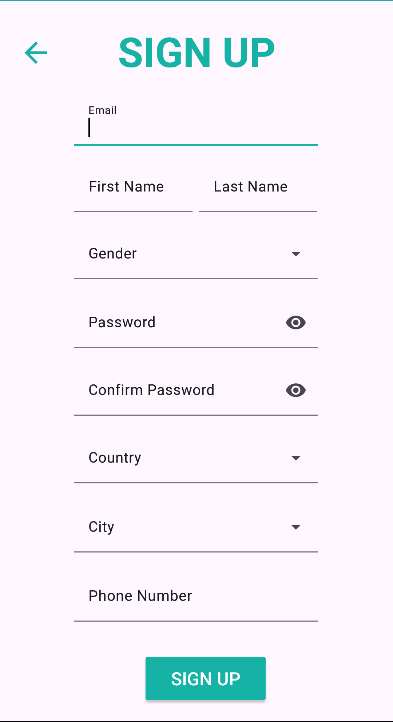 SIGN UP
Email
First Name Last Name
Gender
Password
Confirm Password
Country
City
Phone Number
SIGN UP